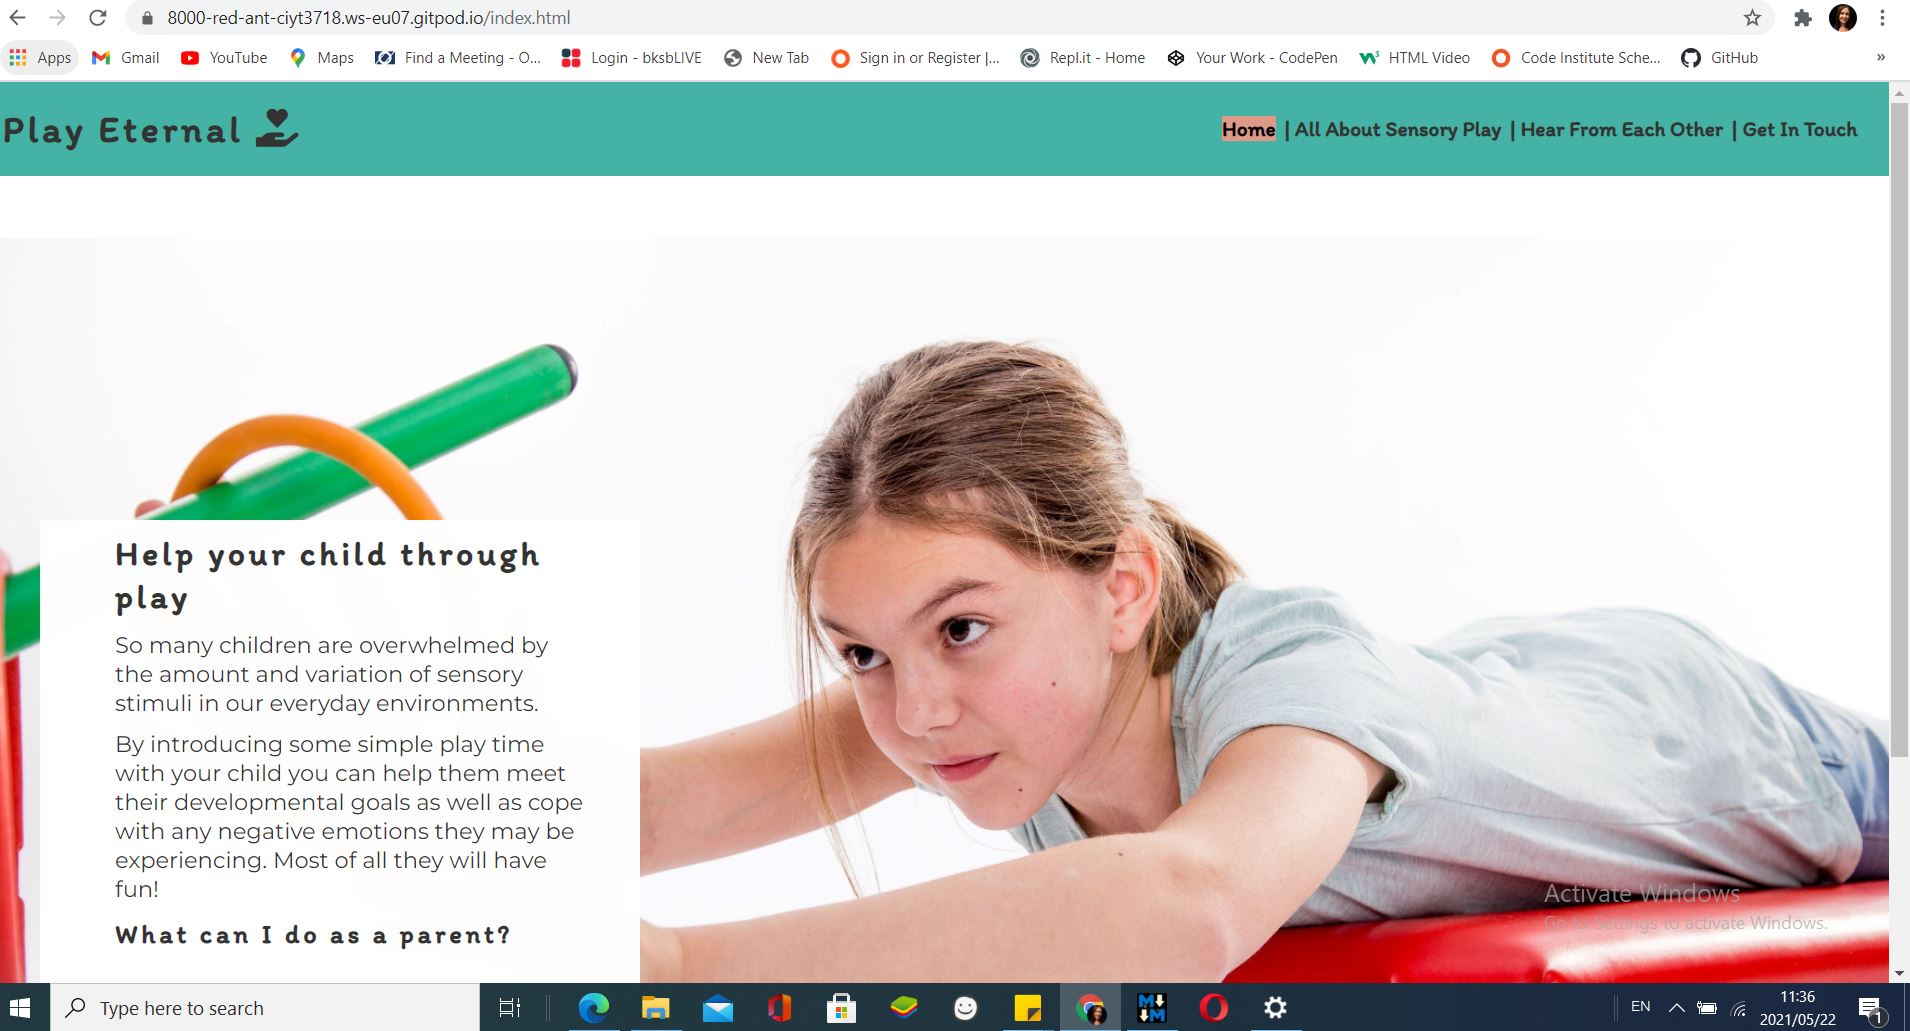 8000-red-ant-ciyt3718.ws-eu07.gitpod.io/index.html
Apps Gmail YouTube Maps Find a Meeting - O... Login - bksbLIVE New Tab Sign in or Register |... Repl.it - Home Your Work - CodePen HTML Video Code Institute Sche... GitHub »
Play Eternal
Home | All About Sensory Play | Hear From Each Other | Get In Touch
Help your child through
play
So many children are overwhelmed by
the amount and variation of sensory
stimuli in our everyday environments.
By introducing some simple play time
with your child you can help them meet
their developmental goals as well as cope
with any negative emotions they may be
experiencing. Most of all they will have
fun!
What can I do as a parent?
Activate Windows
Go to Settings to activate Windows.
Type here to search
EN
11:36
2021/05/22
1